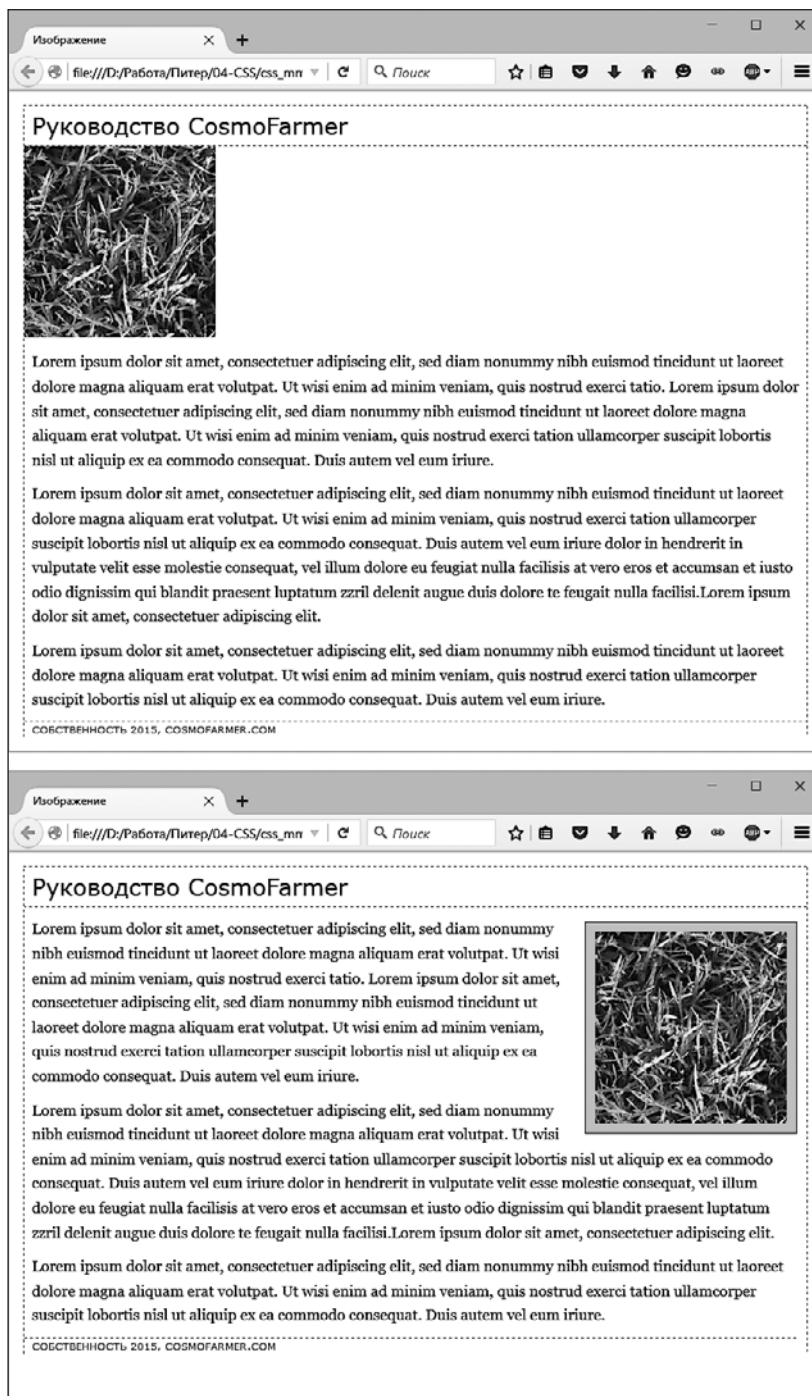 Изображение
file:///D:/Работа/Питер/04-CSS/css_mm
Поиск
ABP
Руководство CosmoFarmer
Lorem ipsum dolor sit amet, consectetuer adipiscing elit, sed diam nonummy nibh euismod tincidunt ut laoreet
dolore magna aliquam erat volutpat. Ut wisi enim ad minim veniam, quis nostrud exerci tatio. Lorem ipsum dolor
sit amet, consectetuer adipiscing elit, sed diam nonummy nibh euismod tincidunt ut laoreet dolore magna
aliquam erat volutpat. Ut wisi enim ad minim veniam, quis nostrud exerci tation ullamcorper suscipit lobortis
nisl ut aliquip ex ea commodo consequat. Duis autem vel eum iriure.
Lorem ipsum dolor sit amet, consectetuer adipiscing elit, sed diam nonummy nibh euismod tincidunt ut laoreet
dolore magna aliquam erat volutpat. Ut wisi enim ad minim veniam, quis nostrud exerci tation ullamcorper
suscipit lobortis nisl ut aliquip ex ea commodo consequat. Duis autem vel eum iriure dolor in hendrerit in
vulputate velit esse molestie consequat, vel illum dolore eu feugiat nulla facilisis at vero eros et accumsan et iusto
odio dignissim qui blandit praesent luptatum zzril delenit augue duis dolore te feugait nulla facilisi.Lorem ipsum
dolor sit amet, consectetuer adipiscing elit.
Lorem ipsum dolor sit amet, consectetuer adipiscing elit, sed diam nonummy nibh euismod tincidunt ut laoreet
dolore magna aliquam erat volutpat. Ut wisi enim ad minim veniam, quis nostrud exerci tation ullamcorper
suscipit lobortis nisl ut aliquip ex ea commodo consequat. Duis autem vel eum iriure.
СОБСТВЕННОСТЬ 2015, COSMOFARMER.COM
Изображение
file:///D:/Работа/Питер/04-CSS/css_mm
Поиск
ABP
Руководство CosmoFarmer
Lorem ipsum dolor sit amet, consectetuer adipiscing elit, sed diam nonummy
nibh euismod tincidunt ut laoreet dolore magna aliquam erat volutpat. Ut wisi
enim ad minim veniam, quis nostrud exerci tatio. Lorem ipsum dolor sit amet,
consectetuer adipiscing elit, sed diam nonummy nibh euismod tincidunt ut
laoreet dolore magna aliquam erat volutpat. Ut wisi enim ad minim veniam,
quis nostrud exerci tation ullamcorper suscipit lobortis nisl ut aliquip ex ea
commodo consequat. Duis autem vel eum iriure.
Lorem ipsum dolor sit amet, consectetuer adipiscing elit, sed diam nonummy
nibh euismod tincidunt ut laoreet dolore magna aliquam erat volutpat. Ut wisi
enim ad minim veniam, quis nostrud exerci tation ullamcorper suscipit lobortis nisl ut aliquip ex ea commodo
consequat. Duis autem vel eum iriure dolor in hendrerit in vulputate velit esse molestie consequat, vel illum
dolore eu feugiat nulla facilisis at vero eros et accumsan et iusto odio dignissim qui blandit praesent luptatum
zzril delenit augue duis dolore te feugait nulla facilisi.Lorem ipsum dolor sit amet, consectetuer adipiscing elit.
Lorem ipsum dolor sit amet, consectetuer adipiscing elit, sed diam nonummy nibh euismod tincidunt ut laoreet
dolore magna aliquam erat volutpat. Ut wisi enim ad minim veniam, quis nostrud exerci tation ullamcorper
suscipit lobortis nisl ut aliquip ex ea commodo consequat. Duis autem vel eum iriure.
СОБСТВЕННОСТЬ 2015, COSMOFARMER.COM